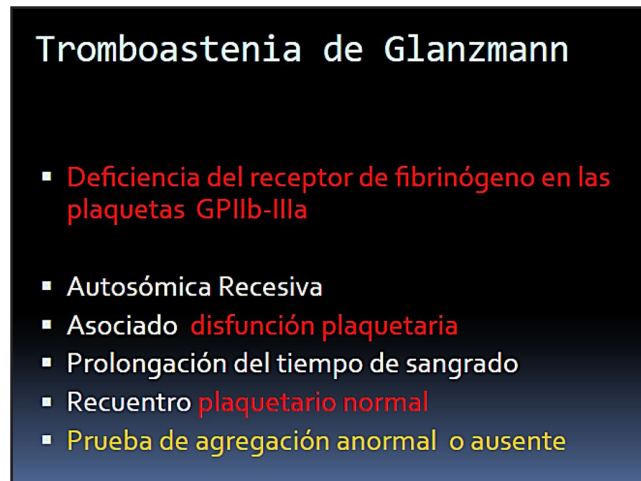 Tromboastenia de Glanzmann
▪ Deficiencia del receptor de fibrinógeno en las
plaquetas GPIIb-IIIa
▪ Autosómica Recesiva
▪ Asociado disfunción plaquetaria
▪ Prolongación del tiempo de sangrado
▪ Recuentro plaquetario normal
▪ Prueba de agregación anormal o ausente